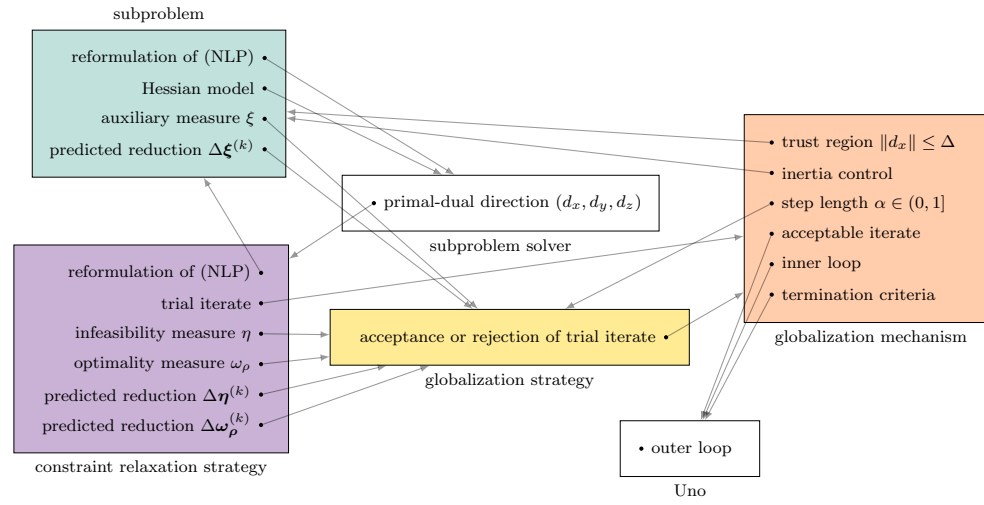 subproblem
reformulation of (NLP)
Hessian model
auxiliary measure ξ
predicted reduction Δξ⁽ᵏ⁾
primal-dual direction (dₓ, d_y, d_z)
subproblem solver
trust region ‖dₓ‖ ≤ Δ
inertia control
step length α ∈ (0, 1]
acceptable iterate
inner loop
termination criteria
globalization mechanism
reformulation of (NLP)
trial iterate
infeasibility measure η
optimality measure ω_ρ
predicted reduction Δη⁽ᵏ⁾
predicted reduction Δω_ρ⁽ᵏ⁾
constraint relaxation strategy
acceptance or rejection of trial iterate
globalization strategy
outer loop
Uno